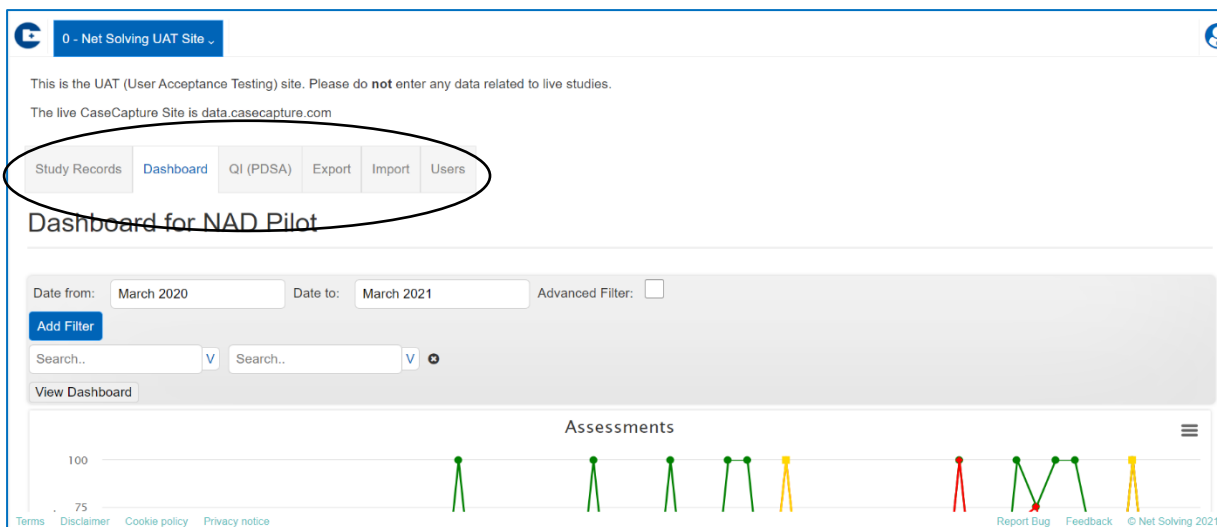 0 - Net Solving UAT Site
This is the UAT (User Acceptance Testing) site. Please do not enter any data related to live studies.
The live CaseCapture Site is data.casecapture.com
Study Records Dashboard QI (PDSA) Export Import Users
Dashboard for NAD Pilot
Date from: March 2020 Date to: March 2021 Advanced Filter:
Add Filter
Search.. V Search.. V
View Dashboard
Assessments
100
75
Terms Disclaimer Cookie policy Privacy notice Report Bug Feedback © Net Solving 2021